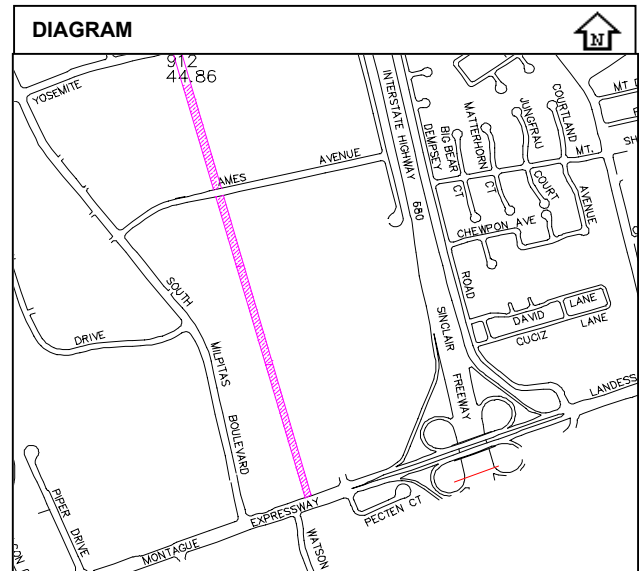 DIAGRAM
N
912
44.86
YOSEMITE
AMES AVENUE
SOUTH
MILPITAS
BOULEVARD
DRIVE
PIPER DRIVE
MONTAGUE EXPRESSWAY
WATSON
PECTEN CT
INTERSTATE HIGHWAY 680
SINCLAIR
FREEWAY
DEMPSEY
ROAD
BIG BEAR
CT
MATTERHORN
CT
JUNGFRAU
COURT
COURTLAND
AVENUE
MT.
MT
CHEWPON AVE
DAVID LANE
CUCIZ LANE
LANDESS
SH